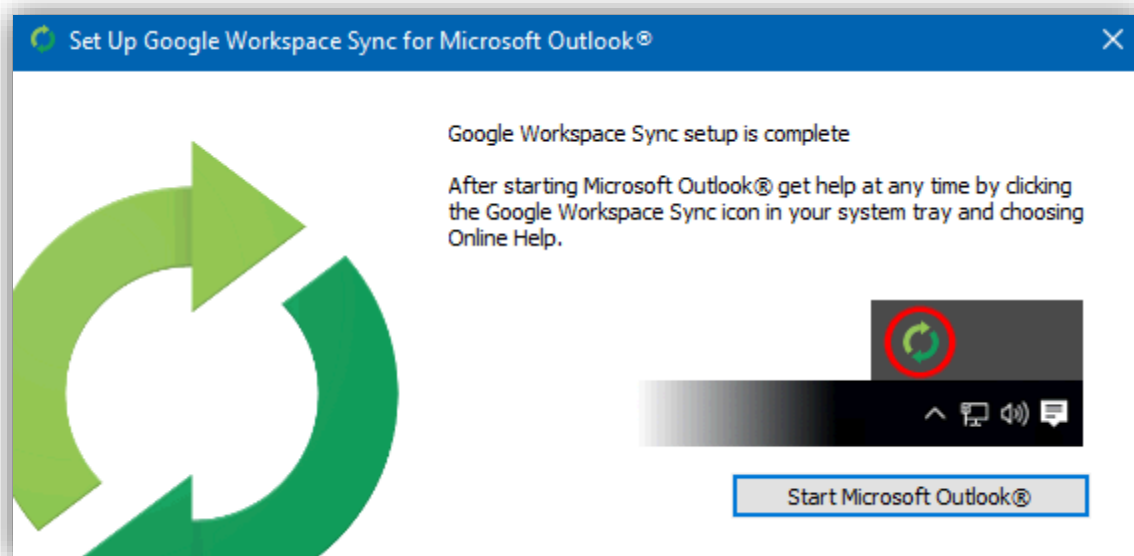 Set Up Google Workspace Sync for Microsoft Outlook®
Google Workspace Sync setup is complete
After starting Microsoft Outlook® get help at any time by clicking
the Google Workspace Sync icon in your system tray and choosing
Online Help.
Start Microsoft Outlook®